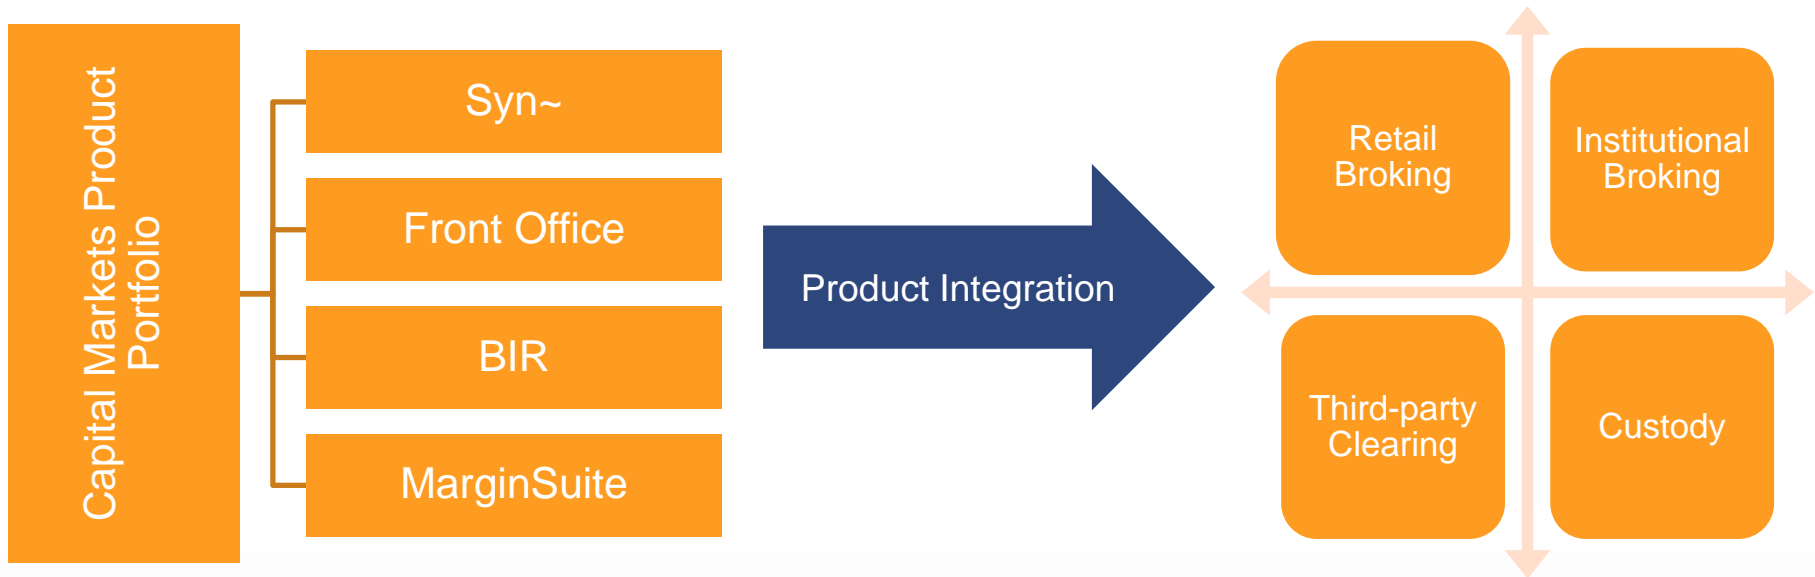 Capital Markets Product
Portfolio
Syn~
Front Office
BIR
MarginSuite
Product Integration
Retail
Broking
Institutional
Broking
Third-party
Clearing
Custody